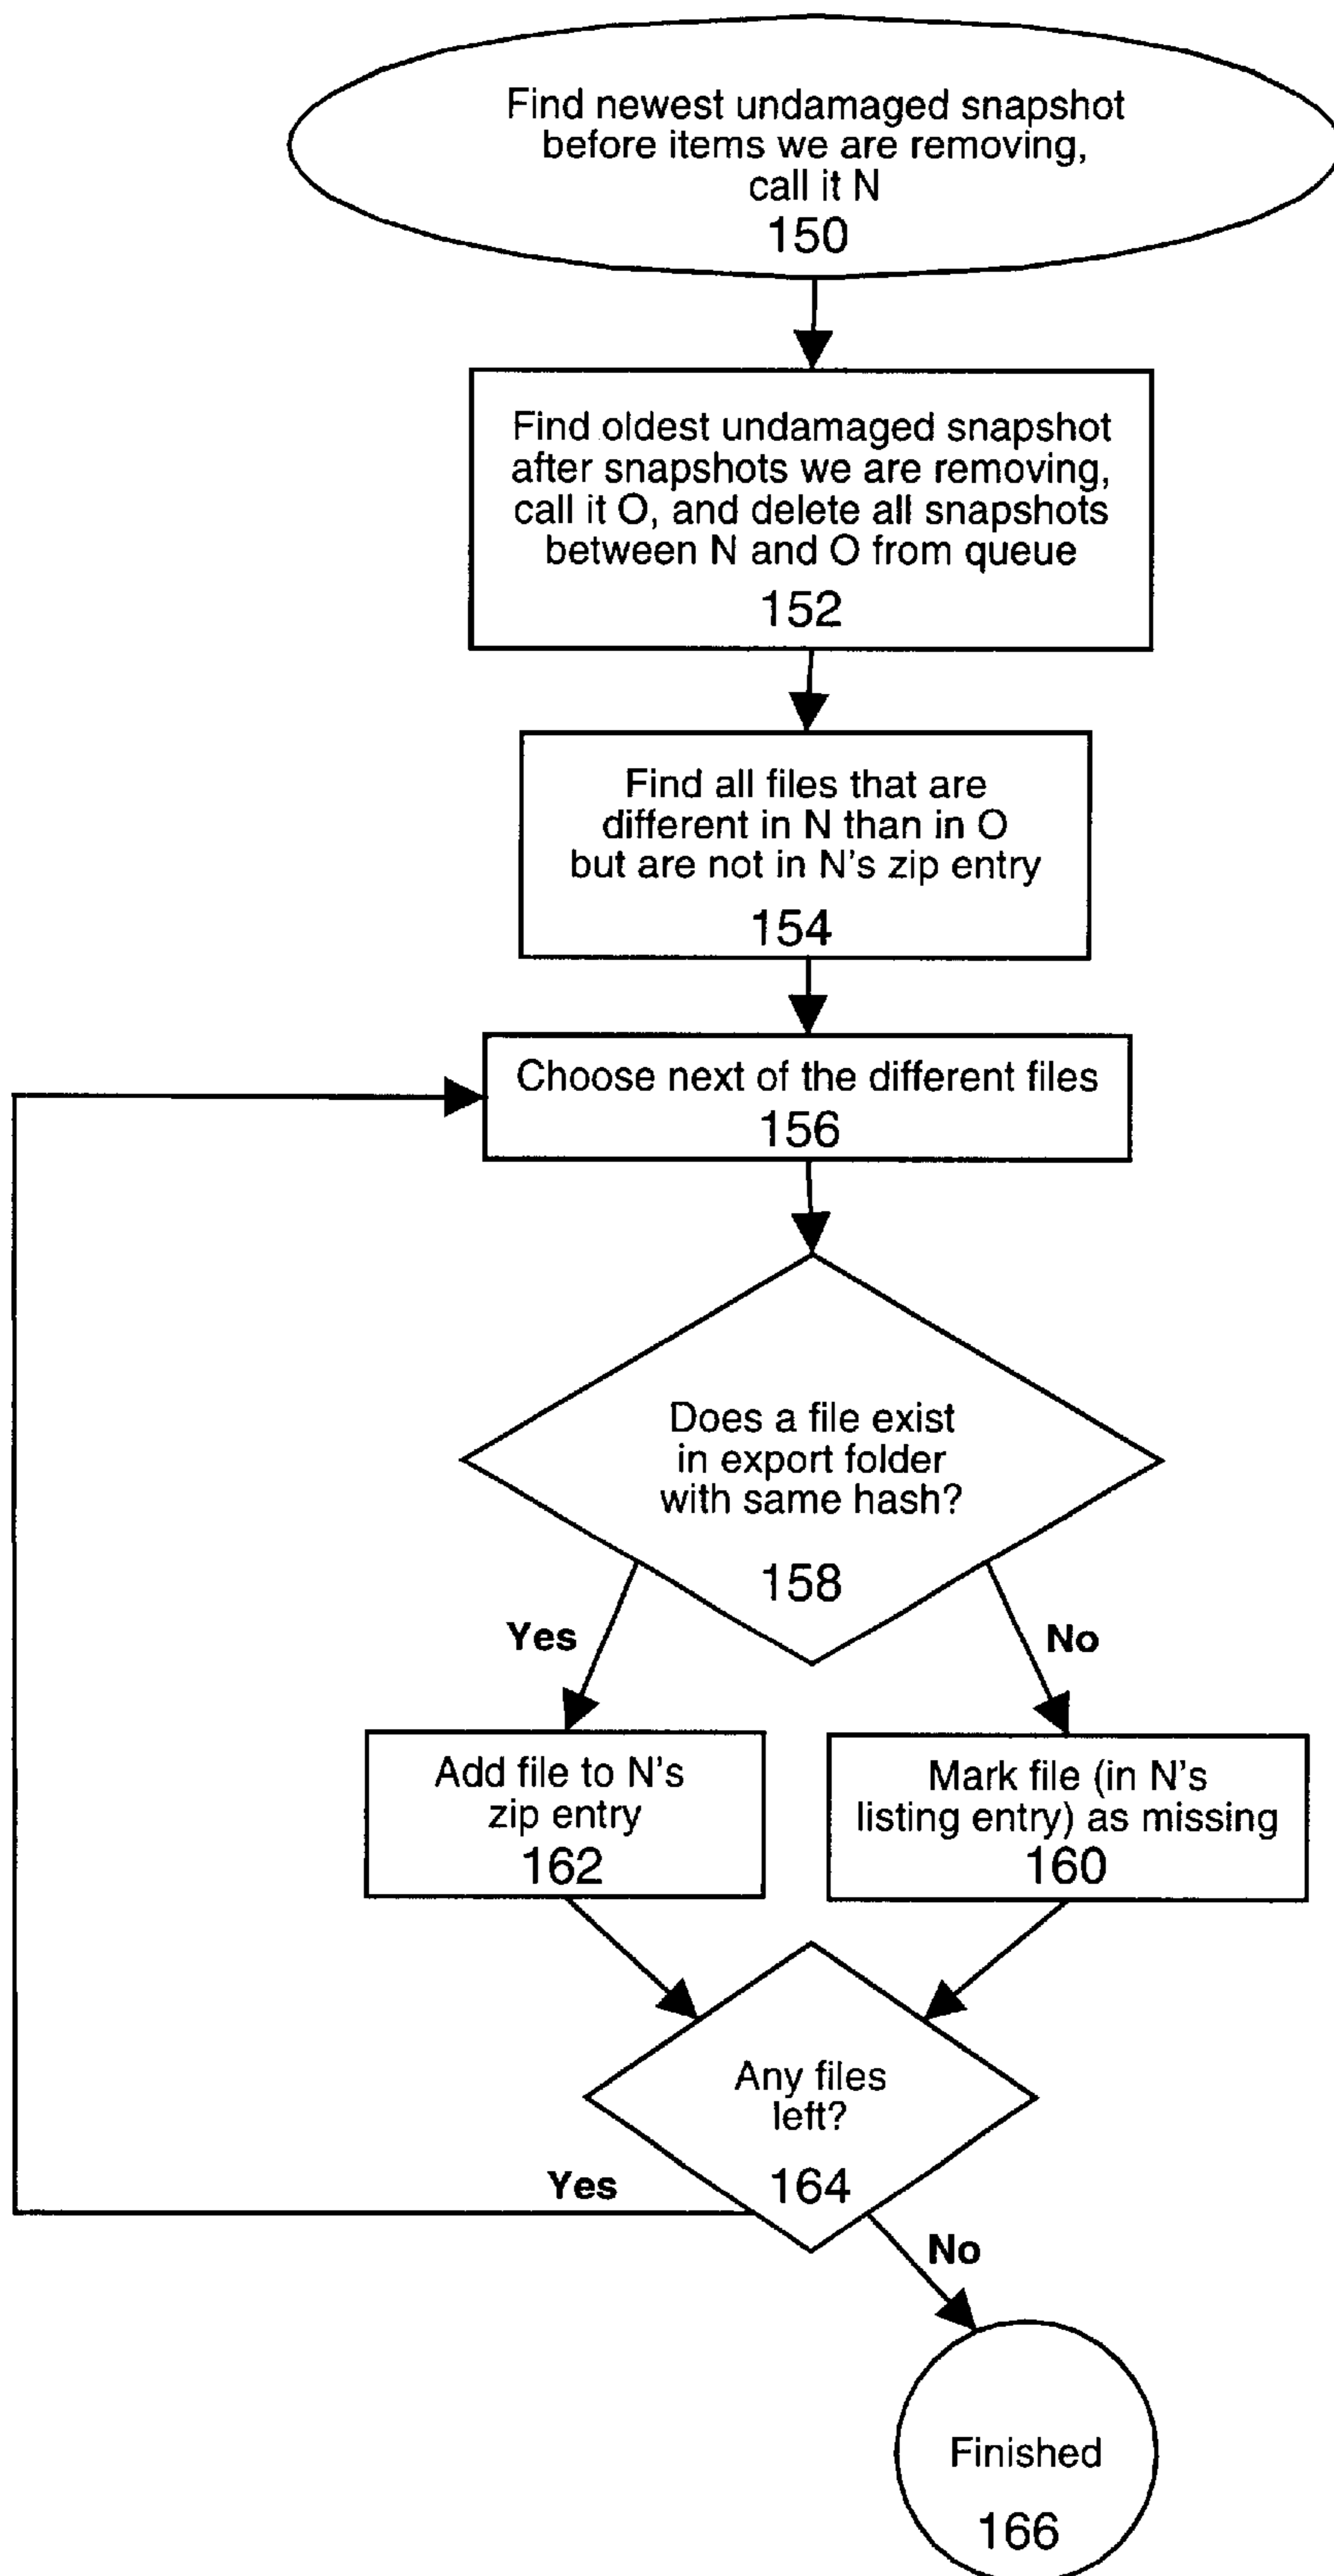 Find newest undamaged snapshot
before items we are removing,
call it N
150
Find oldest undamaged snapshot
after snapshots we are removing,
call it O, and delete all snapshots
between N and O from queue
152
Find all files that are
different in N than in O
but are not in N's zip entry
154
Choose next of the different files
156
Does a file exist
in export folder
with same hash?
158
Yes
No
Add file to N's
zip entry
162
Mark file (in N's
listing entry) as missing
160
Any files
left?
164
Yes
No
Finished
166